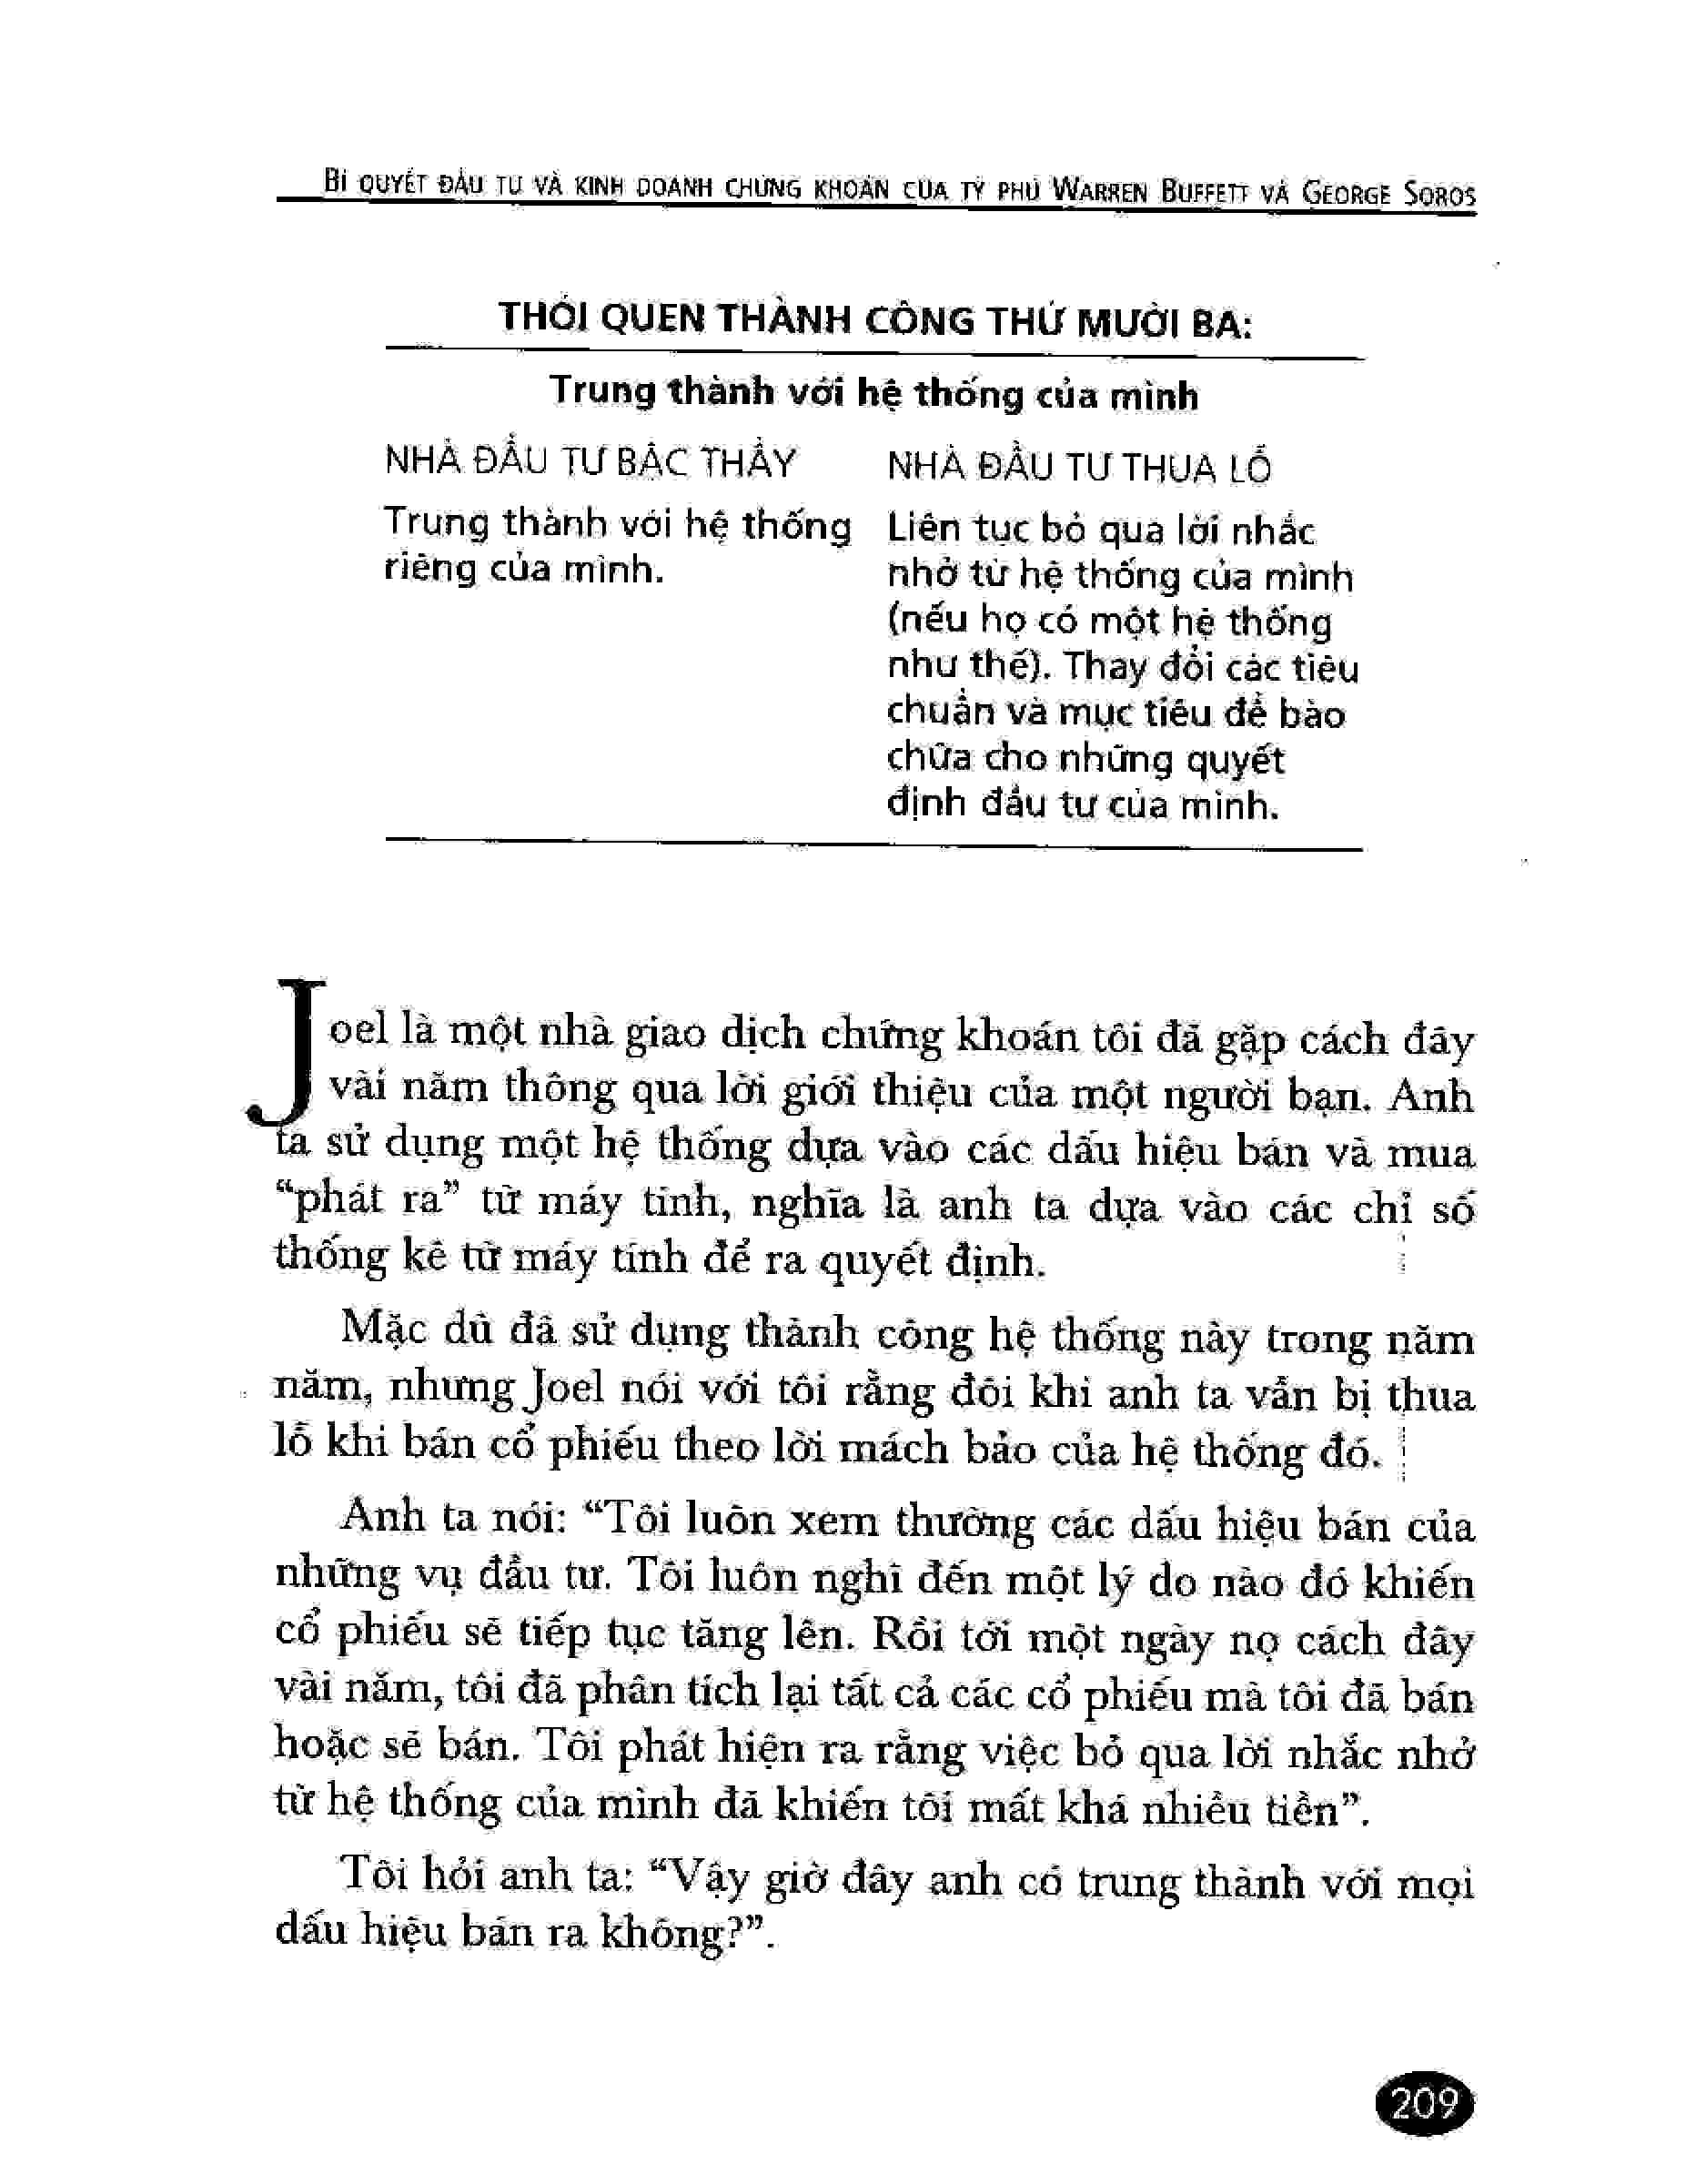 BÍ QUYẾT ĐẦU TƯ VÀ KINH DOANH CHỨNG KHOÁN CỦA TỶ PHÚ WARREN BUFFETT VÀ GEORGE SOROS
THÓI QUEN THÀNH CÔNG THỨ MƯỜI BA:
Trung thành với hệ thống của mình
NHÀ ĐẦU TƯ BẬC THẦY
Trung thành với hệ thống
riêng của mình.
NHÀ ĐẦU TƯ THUA LỖ
Liên tục bỏ qua lời nhắc
nhở từ hệ thống của mình
(nếu họ có một hệ thống
như thế). Thay đổi các tiêu
chuẩn và mục tiêu để bào
chữa cho những quyết
định đầu tư của mình.
Joel là một nhà giao dịch chứng khoán tôi đã gặp cách đây
vài năm thông qua lời giới thiệu của một người bạn. Anh
ta sử dụng một hệ thống dựa vào các dấu hiệu bán và mua
“phát ra” từ máy tính, nghĩa là anh ta dựa vào các chỉ số
thống kê từ máy tính để ra quyết định.
Mặc dù đã sử dụng thành công hệ thống này trong năm
năm, nhưng Joel nói với tôi rằng đôi khi anh ta vẫn bị thua
lỗ khi bán cổ phiếu theo lời mách bảo của hệ thống đó.
Anh ta nói: “Tôi luôn xem thường các dấu hiệu bán của
những vụ đầu tư. Tôi luôn nghĩ đến một lý do nào đó khiến
cổ phiếu sẽ tiếp tục tăng lên. Rồi tới một ngày nọ cách đây
vài năm, tôi đã phân tích lại tất cả các cổ phiếu mà tôi đã bán
hoặc sẽ bán. Tôi phát hiện ra rằng việc bỏ qua lời nhắc nhở
từ hệ thống của mình đã khiến tôi mất khá nhiều tiền”.
Tôi hỏi anh ta: “Vậy giờ đây anh có trung thành với mọi
dấu hiệu bán ra không?”.
209